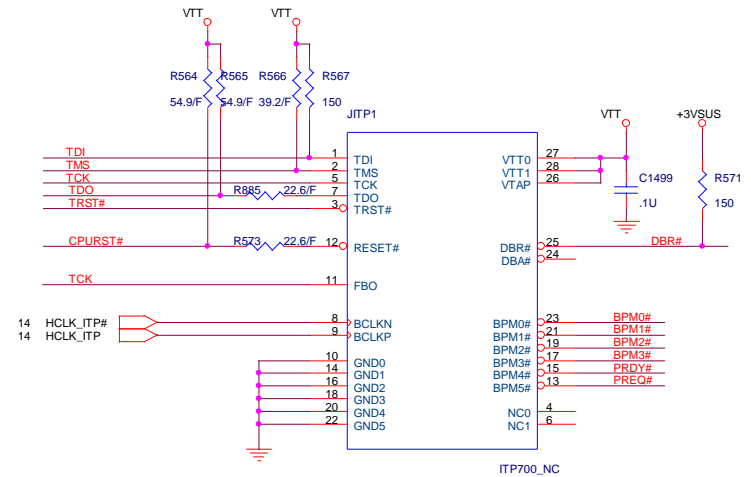 VTT VTT
R564 R565 R566 R567
54.9/F 54.9/F 39.2/F 150
JITP1 VTT +3VSUS
TDI 1 TDI VTT0 27
TMS 2 TMS VTT1 28
TCK 5 TCK VTAP 26
C1499 R571
.1U 150
TDO R885 22.6/F 7 TDO
TRST# 3 TRST#
CPURST# R573 22.6/F 12 RESET# DBR# 25 DBR#
DBA# 24
TCK 11 FBO
14 HCLK_ITP# 8 BCLKN BPM0# 23 BPM0#
14 HCLK_ITP 9 BCLKP BPM1# 21 BPM1#
BPM2# 19 BPM2#
BPM3# 17 BPM3#
10 GND0 BPM4# 15 PRDY#
14 GND1 BPM5# 13 PREQ#
16 GND2
18 GND3
20 GND4 NC0 4
22 GND5 NC1 6
ITP700_NC